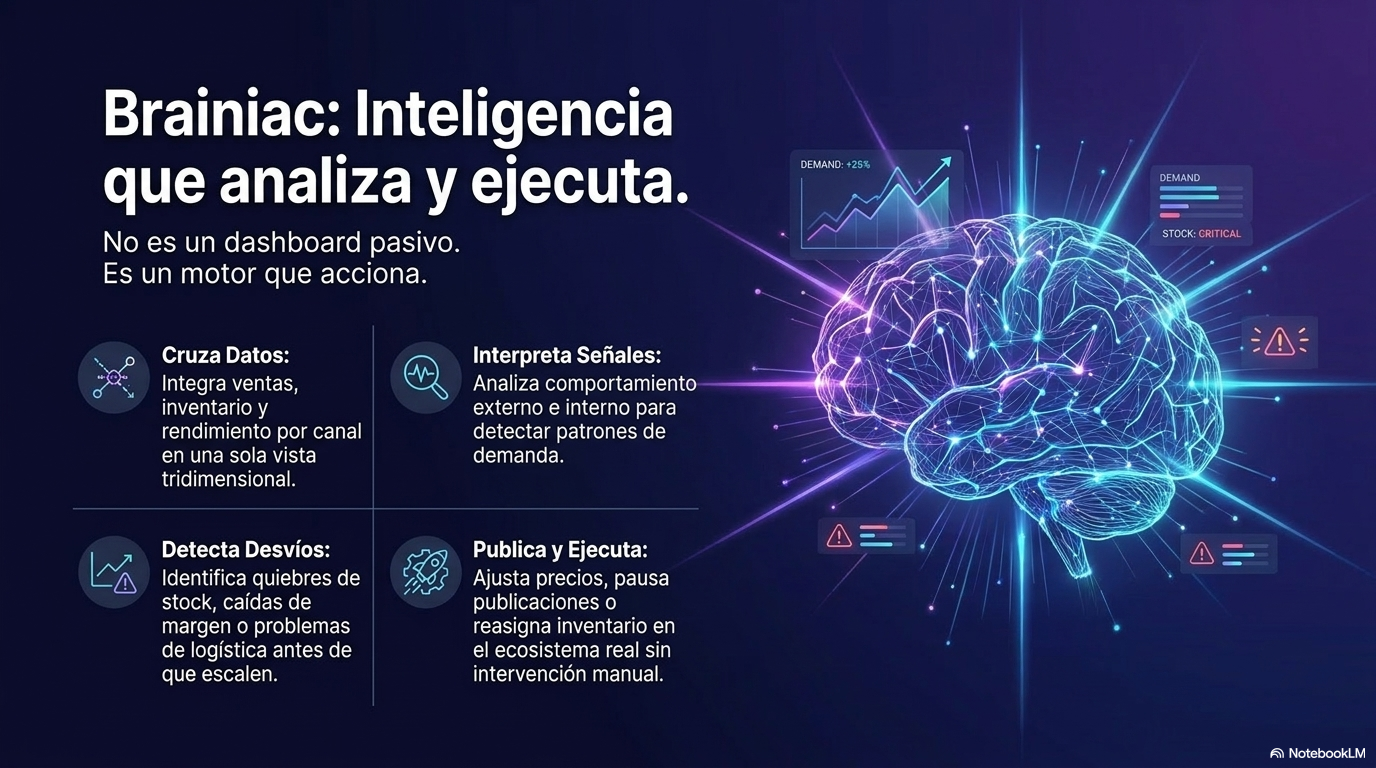 Brainiac: Inteligencia
que analiza y ejecuta.
No es un dashboard pasivo.
Es un motor que acciona.
Cruza Datos:
Integra ventas,
inventario y
rendimiento por canal
en una sola vista
tridimensional.
Interpreta Señales:
Analiza comportamiento
externo e interno para
detectar patrones de
demanda.
Detecta Desvíos:
Identifica quiebres de
stock, caídas de
margen o problemas
de logística antes de
que escalen.
Publica y Ejecuta:
Ajusta precios, pausa
publicaciones o
reasigna inventario en
el ecosistema real sin
intervención manual.
DEMAND: +25%
DEMAND
STOCK: CRITICAL
NotebookLM